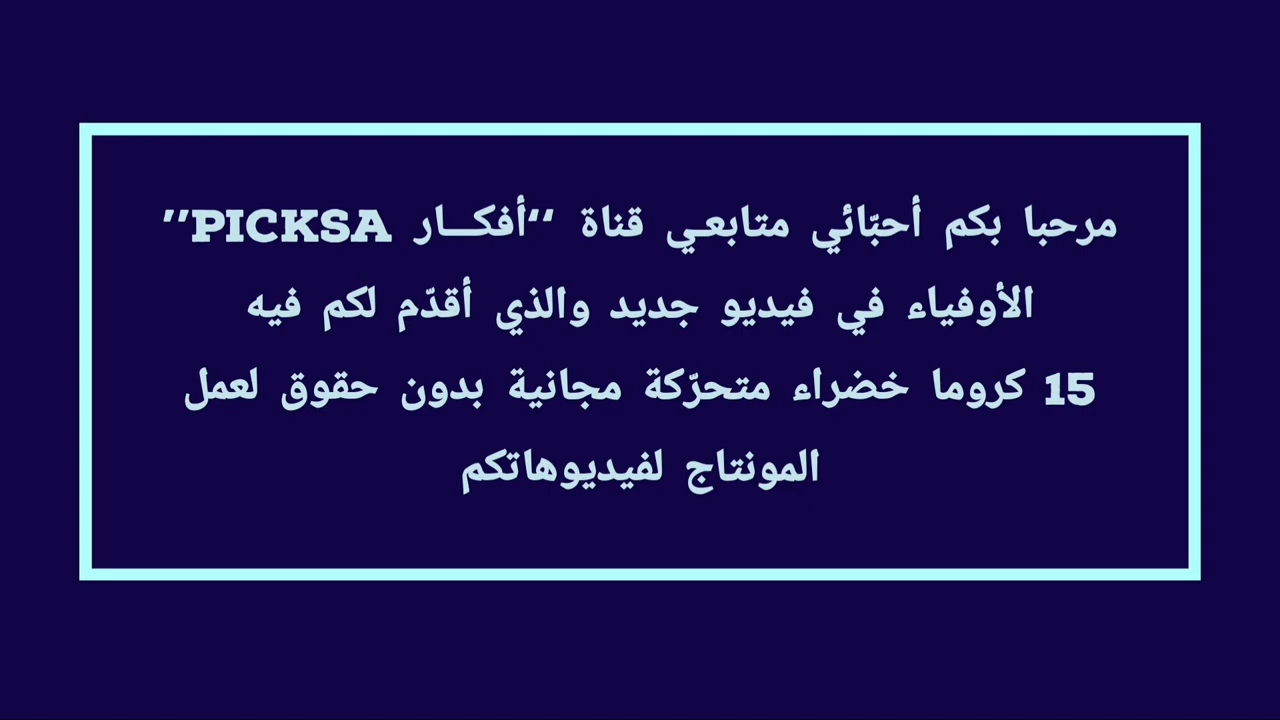 مرحبا بكم أحبّائي متابعي قناة "أفكـــار PICKSA"
الأوفياء في فيديو جديد والذي أقدّم لكم فيه
15 كروما خضراء متحرّكة مجانية بدون حقوق لعمل
المونتاج لفيديوهاتكم